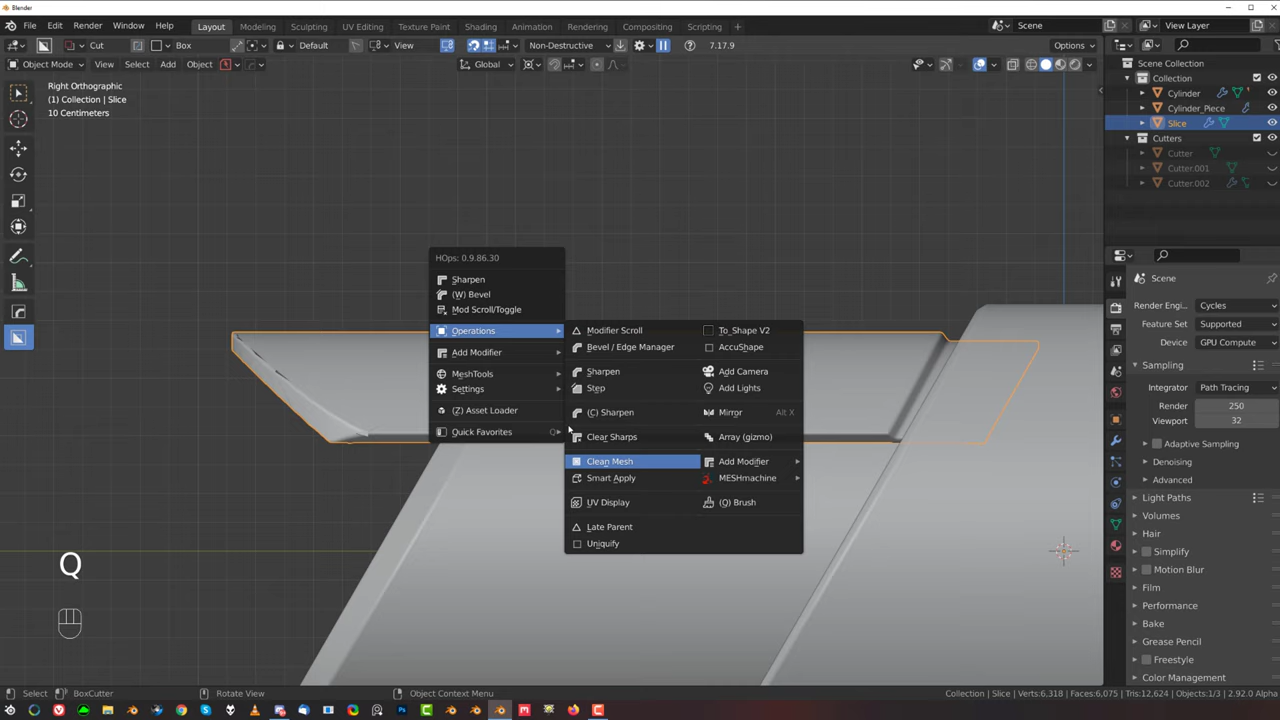 Blender
File Edit Render Window Help Layout Modeling Sculpting UV Editing Texture Paint Shading Animation Rendering Compositing Scripting Scene View Layer
Cut Box Default View Non-Destructive 7.17.9 Options
Object Mode View Select Add Object Global Scene Collection
Right Orthographic
(1) Collection | Slice
10 Centimeters
Collection
Cylinder
Cylinder_Piece
Slice
Cutters
Cutter
Cutter.001
Cutter.002
HOps: 0.9.86.30
Sharpen
(W) Bevel
Mod Scroll/Toggle
Operations
Add Modifier
MeshTools
Settings
(Z) Asset Loader
Quick Favorites Q
Modifier Scroll To_Shape V2
Bevel / Edge Manager AccuShape
Sharpen Add Camera
Step Add Lights
(C) Sharpen Mirror Alt X
Clear Sharps Array (gizmo)
Clean Mesh Add Modifier
Smart Apply MESHmachine
UV Display (Q) Brush
Late Parent
Uniquify
Scene
Render Engi.. Cycles
Feature Set Supported
Device GPU Compute
Sampling
Integrator Path Tracing
Render 250
Viewport 32
Adaptive Sampling
Denoising
Advanced
Light Paths
Volumes
Hair
Simplify
Motion Blur
Film
Performance
Bake
Grease Pencil
Freestyle
Color Management
Q
Select BoxCutter Rotate View Object Context Menu Collection | Slice | Verts:6,318 | Faces:6,075 | Tris:12,624 | Objects:1/3 | 2.92.0 Alpha